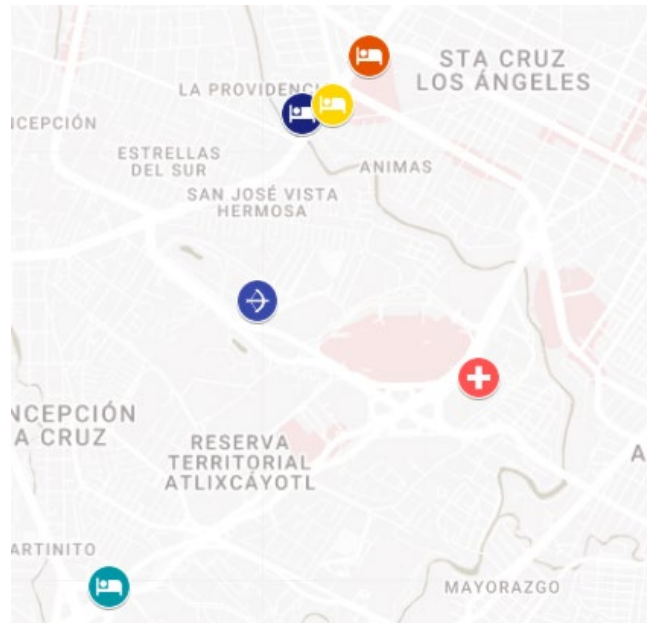 STA CRUZ
LOS ÁNGELES
LA PROVIDENCI
ICEPCIÓN
ESTRELLAS
DEL SUR
ANIMAS
SAN JOSÉ VISTA
HERMOSA
NCEPCIÓN
A CRUZ
RESERVA
TERRITORIAL
ATLIXCÁYOTL
A
ARTINITO
MAYORAZGO